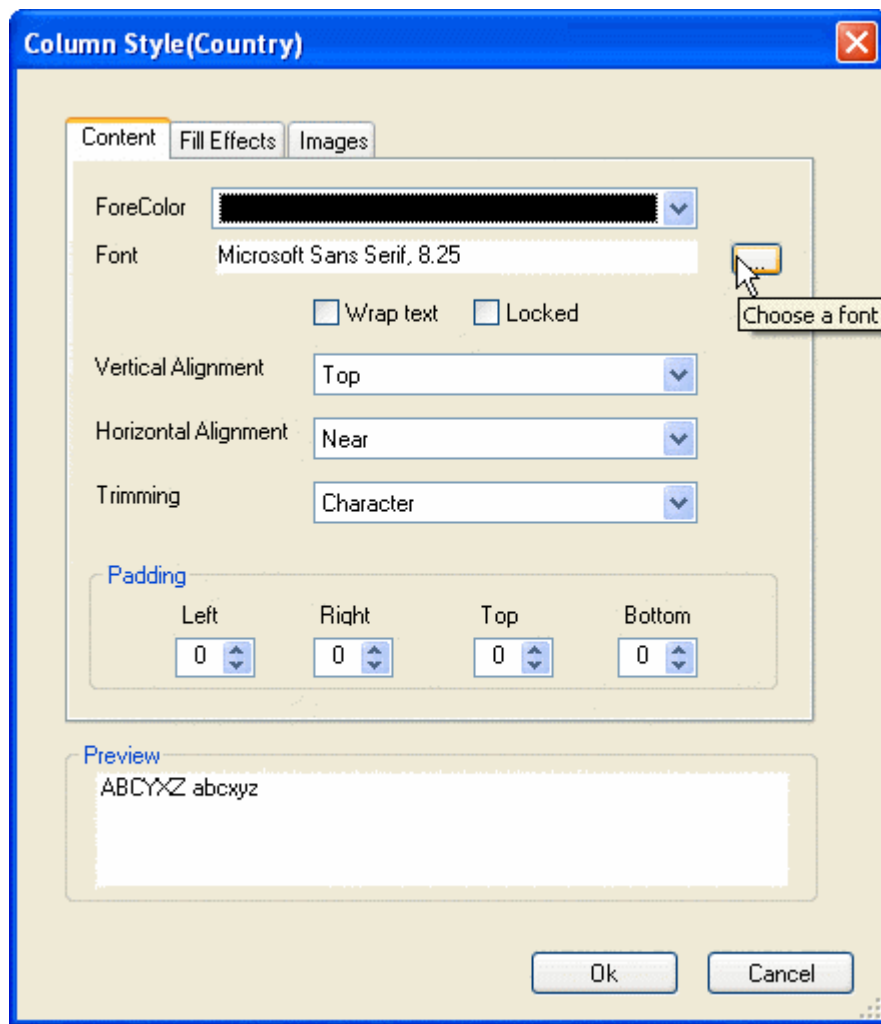 Column Style(Country)
Content Fill Effects Images
ForeColor
Font Microsoft Sans Serif, 8.25 ...
Choose a font
Wrap text Locked
Vertical Alignment Top
Horizontal Alignment Near
Trimming Character
Padding
Left Right Top Bottom
0 0 0 0
Preview
ABCYXZ abcxyz
Ok Cancel